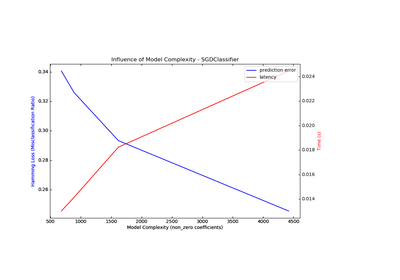 Influence of Model Complexity - SGDClassifier
prediction error
latency
0.34
0.32
0.30
0.28
0.26
Hamming Loss (Misclassification Ratio)
0.024
0.022
0.020
0.018
0.016
0.014
Time (s)
500 1000 1500 2000 2500 3000 3500 4000 4500
Model Complexity (non_zero coefficients)